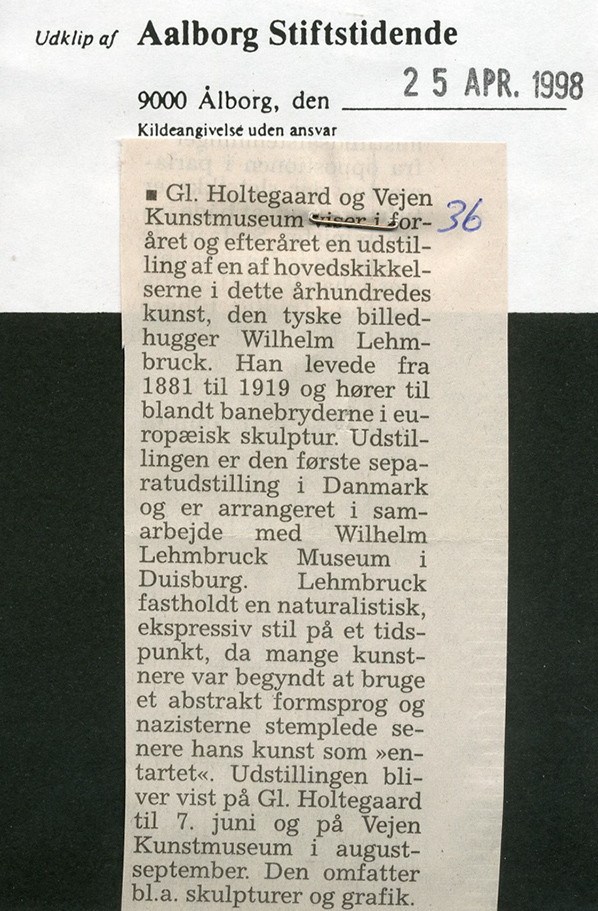 Udklip af Aalborg Stiftstidende
25 APR. 1998
9000 Ålborg, den
Kildeangivelse uden ansvar
■ Gl. Holtegaard og Vejen
Kunstmuseum viser i for-
36
året og efteråret en udstil-
ling af en af hovedskikkel-
serne i dette århundredes
kunst, den tyske billed-
hugger Wilhelm Lehm-
bruck. Han levede fra
1881 til 1919 og hører til
blandt banebryderne i eu-
ropæisk skulptur. Udstil-
lingen er den første sepa-
ratudstilling i Danmark
og er arrangeret i sam-
arbejde med Wilhelm
Lehmbruck Museum i
Duisburg. Lehmbruck
fastholdt en naturalistisk,
ekspressiv stil på et tids-
punkt, da mange kunst-
nere var begyndt at bruge
et abstrakt formsprog og
nazisterne stemplede se-
nere hans kunst som »en-
tartet«. Udstillingen bli-
ver vist på Gl. Holtegaard
til 7. juni og på Vejen
Kunstmuseum i august-
september. Den omfatter
bl.a. skulpturer og grafik.